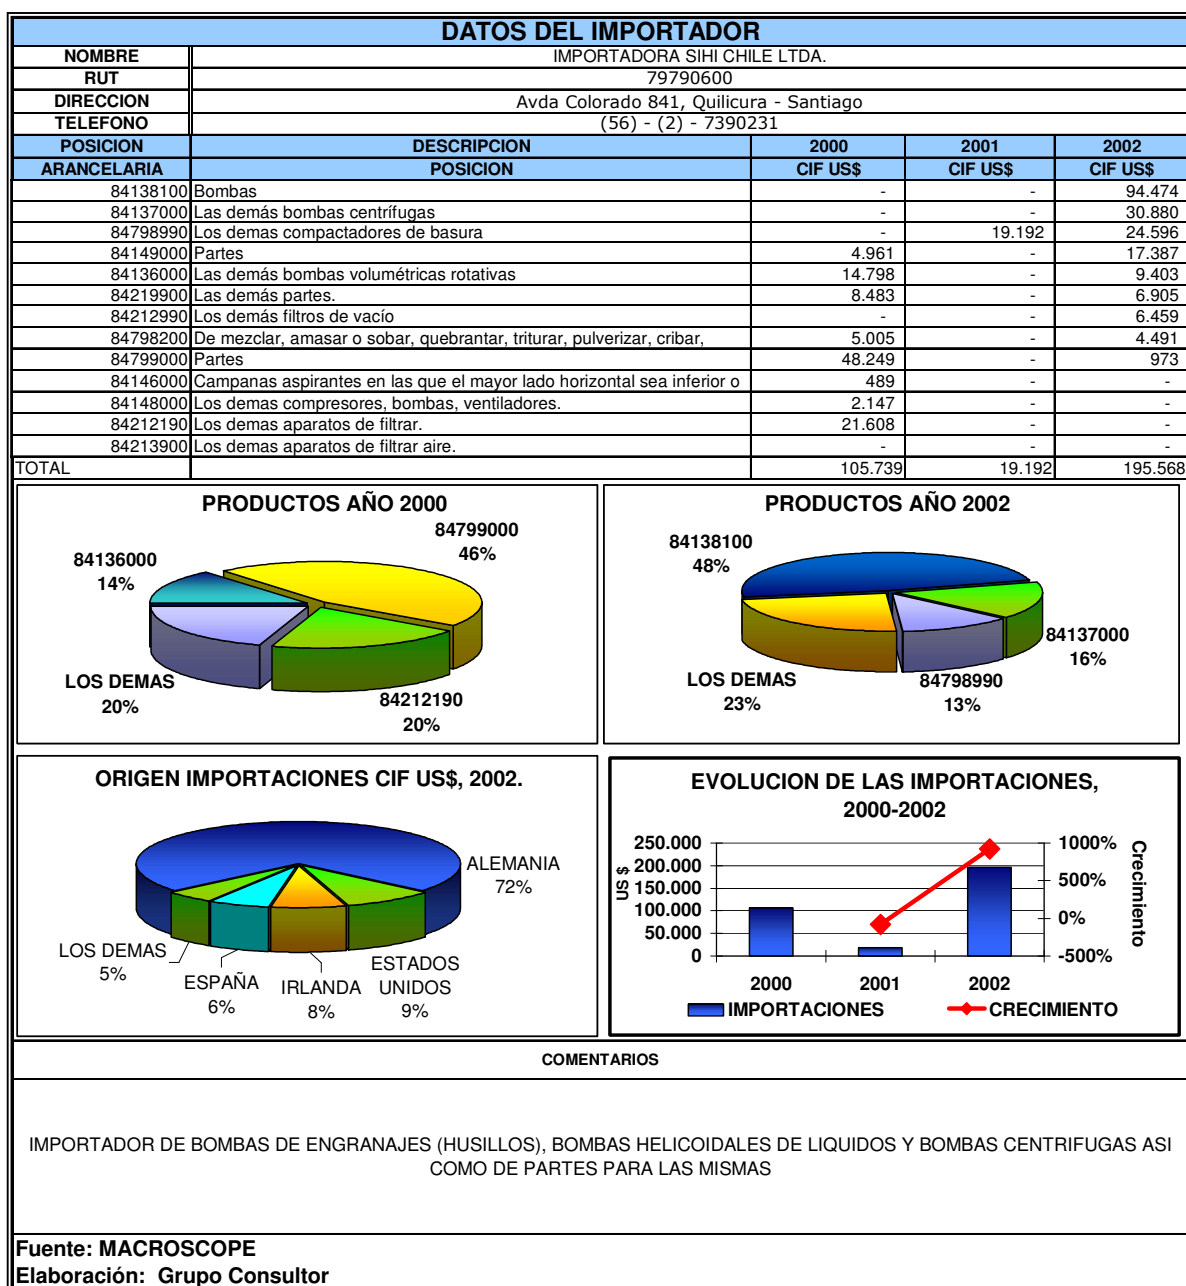 DATOS DEL IMPORTADOR
NOMBRE IMPORTADORA SIHI CHILE LTDA.
RUT 79790600
DIRECCION Avda Colorado 841, Quilicura - Santiago
TELEFONO (56) - (2) - 7390231
POSICION DESCRIPCION 2000 2001 2002
ARANCELARIA POSICION CIF US$ CIF US$ CIF US$
84138100 Bombas - - 94.474
84137000 Las demás bombas centrífugas - - 30.880
84798990 Los demas compactadores de basura - 19.192 24.596
84149000 Partes 4.961 - 17.387
84136000 Las demás bombas volumétricas rotativas 14.798 - 9.403
84219900 Las demás partes. 8.483 - 6.905
84212990 Los demás filtros de vacío - - 6.459
84798200 De mezclar, amasar o sobar, quebrantar, triturar, pulverizar, cribar, 5.005 - 4.491
84799000 Partes 48.249 - 973
84146000 Campanas aspirantes en las que el mayor lado horizontal sea inferior o 489 - -
84148000 Los demas compresores, bombas, ventiladores. 2.147 - -
84212190 Los demas aparatos de filtrar. 21.608 - -
84213900 Los demas aparatos de filtrar aire. - - -
TOTAL 105.739 19.192 195.568
PRODUCTOS AÑO 2000
84799000
46%
84136000
14%
LOS DEMAS
20%
84212190
20%
PRODUCTOS AÑO 2002
84138100
48%
84137000
16%
LOS DEMAS
23%
84798990
13%
ORIGEN IMPORTACIONES CIF US$, 2002.
ALEMANIA
72%
LOS DEMAS
5%
ESPAÑA
6%
IRLANDA
8%
ESTADOS
UNIDOS
9%
EVOLUCION DE LAS IMPORTACIONES,
2000-2002
US $
250.000
200.000
150.000
100.000
50.000
0
1000%
500%
0%
-500%
Crecimiento
2000 2001 2002
IMPORTACIONES CRECIMIENTO
COMENTARIOS
IMPORTADOR DE BOMBAS DE ENGRANAJES (HUSILLOS), BOMBAS HELICOIDALES DE LIQUIDOS Y BOMBAS CENTRIFUGAS ASI
COMO DE PARTES PARA LAS MISMAS
Fuente: MACROSCOPE
Elaboración: Grupo Consultor